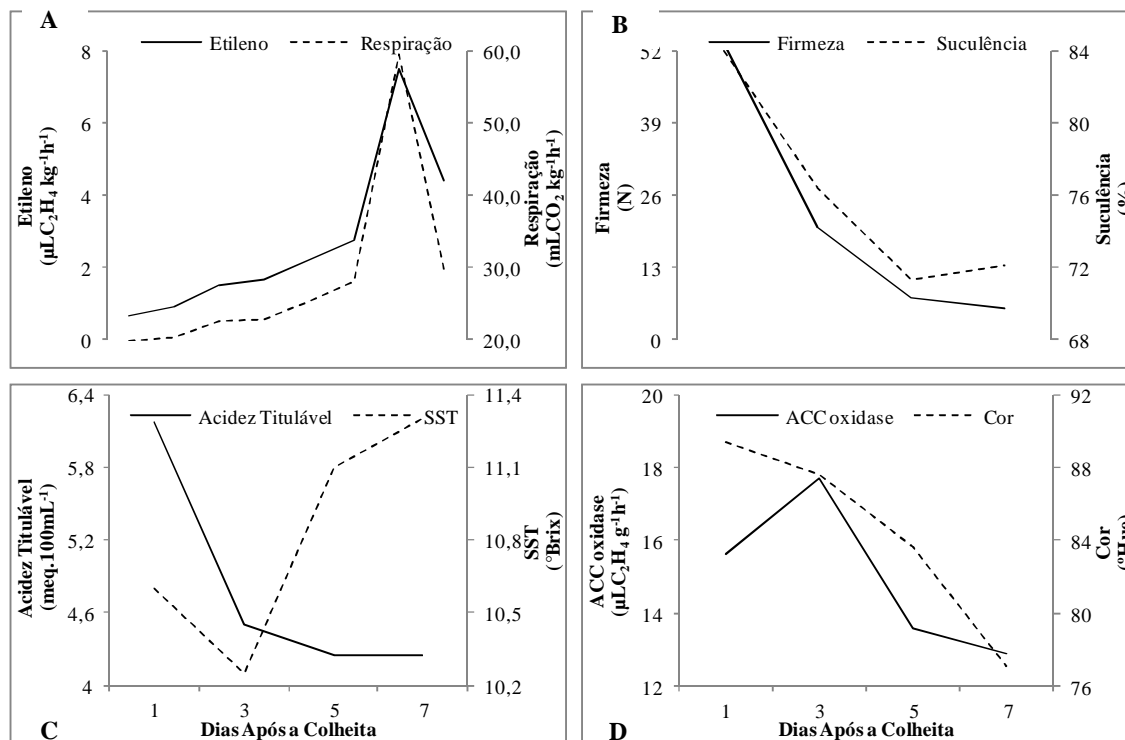 A
Etileno
Respiração
8
6
4
2
0
Etileno
(µLC₂H₄ kg⁻¹h⁻¹)
60,0
50,0
40,0
30,0
20,0
Respiração
(mLCO₂ kg⁻¹h⁻¹)
B
Firmeza
Suculência
52
39
26
13
0
Firmeza
(N)
84
80
76
72
68
Suculência
(%)
Acidez Titulável
SST
6,4
5,8
5,2
4,6
4
Acidez Titulável
(meq.100mL⁻¹)
11,4
11,1
10,8
10,5
10,2
SST
(°Brix)
1
3
5
7
C
Dias Após a Colheita
ACC oxidase
Cor
20
18
16
14
12
ACC oxidase
(µLC₂H₄ g⁻¹h⁻¹)
92
88
84
80
76
Cor
1
3
5
7
D
Dias Após a Colheita